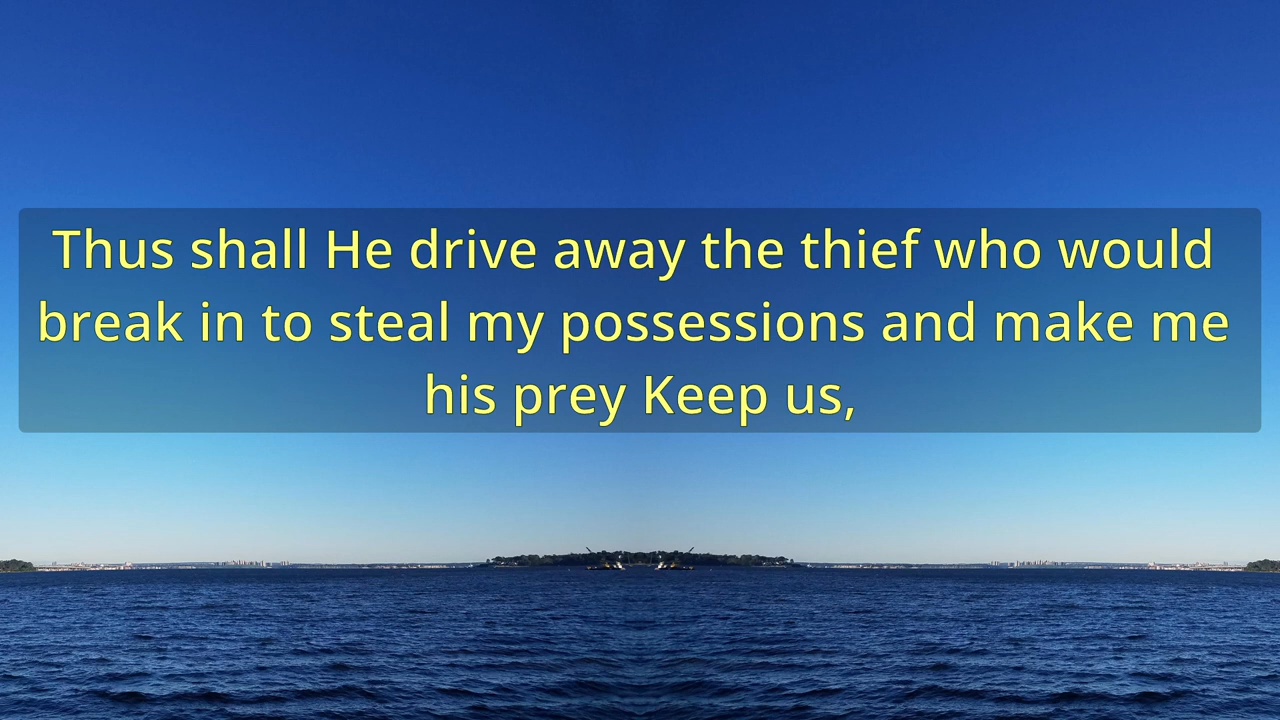 Thus shall He drive away the thief who would
break in to steal my possessions and make me
his prey Keep us,